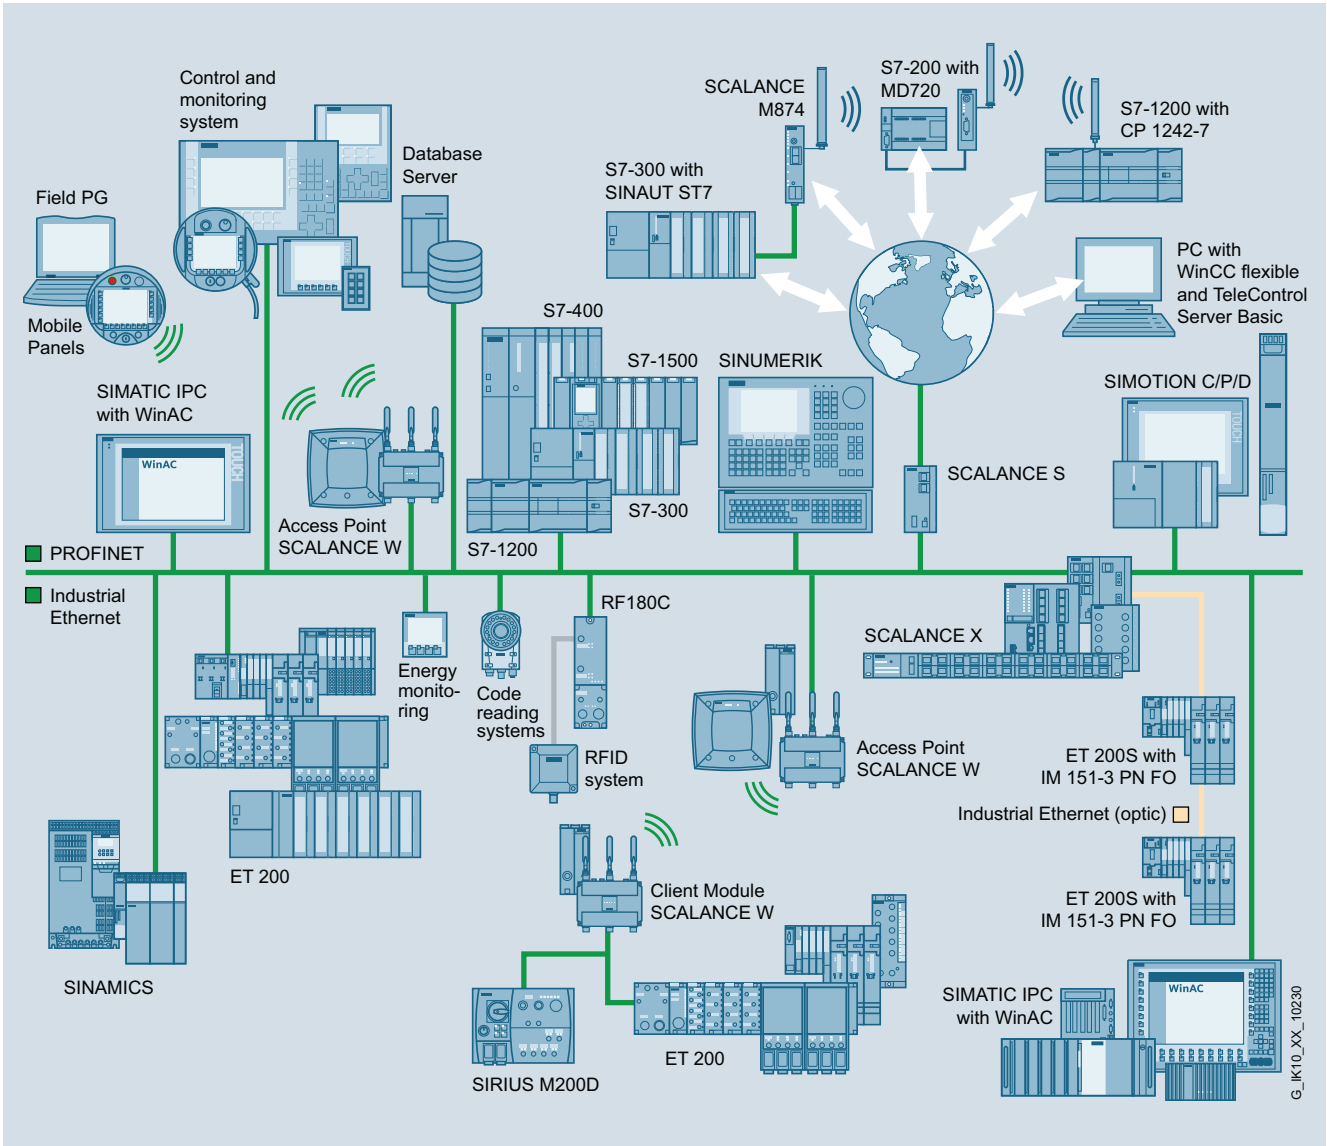 Control and
monitoring
system
SCALANCE
M874
S7-200 with
MD720
S7-1200 with
CP 1242-7
Database
Server
S7-300 with
SINAUT ST7
Field PG
Mobile
Panels
PC with
WinCC flexible
and TeleControl
Server Basic
S7-400
S7-1500
SINUMERIK
SIMOTION C/P/D
SIMATIC IPC
with WinAC
WinAC
TOUCH
TOUCH
SCALANCE S
S7-300
Access Point
SCALANCE W
S7-1200
PROFINET
Industrial
Ethernet
RF180C
SCALANCE X
Energy
monito-
ring
Code
reading
systems
RFID
system
Access Point
SCALANCE W
ET 200S with
IM 151-3 PN FO
Industrial Ethernet (optic)
ET 200
Client Module
SCALANCE W
ET 200S with
IM 151-3 PN FO
SINAMICS
SIMATIC IPC
with WinAC
WinAC
ET 200
SIRIUS M200D
G_IK10_XX_10230